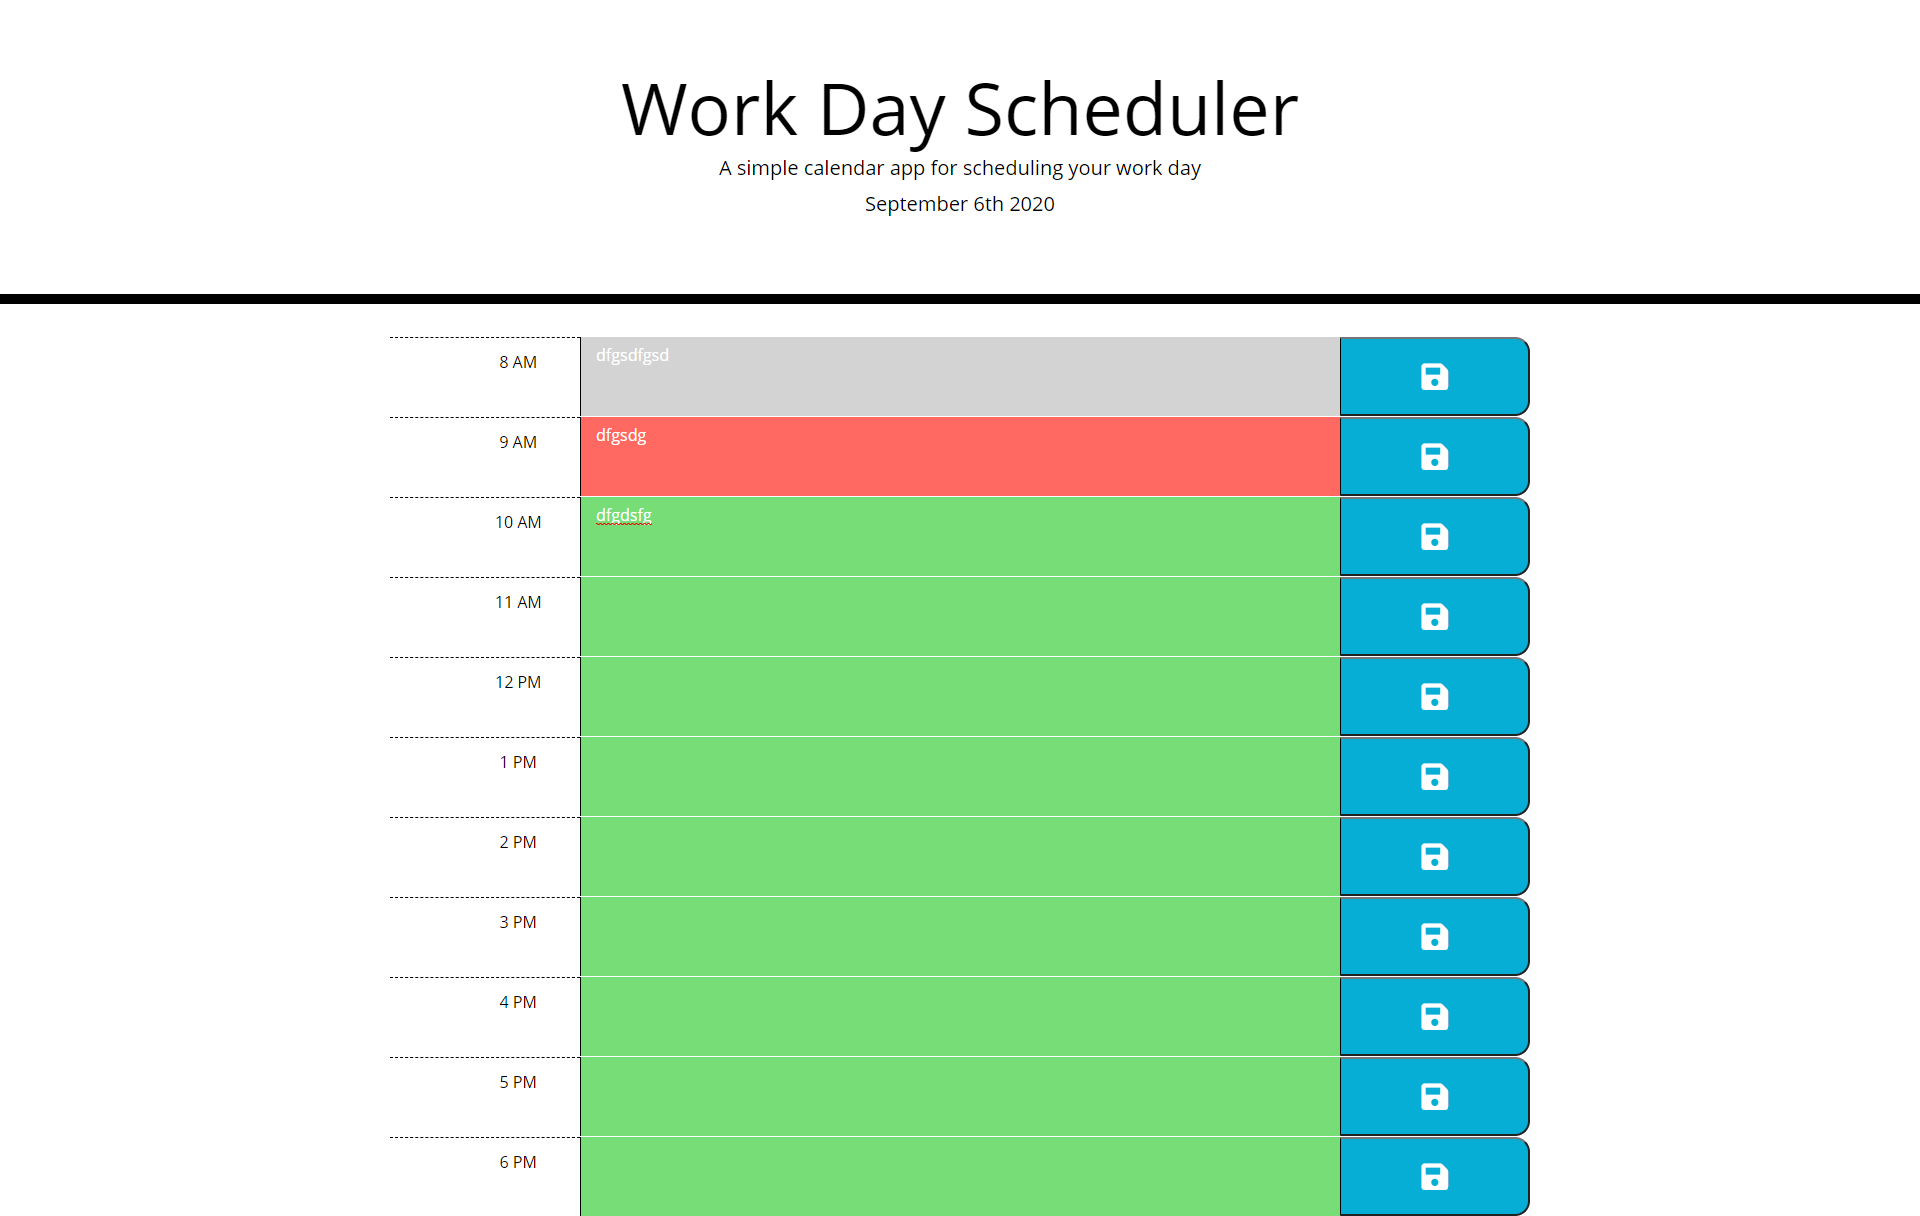 Work Day Scheduler
A simple calendar app for scheduling your work day
September 6th 2020
8 AM
dfgsdfgsd
9 AM
dfgsdg
10 AM
dfgdsfg
11 AM
12 PM
1 PM
2 PM
3 PM
4 PM
5 PM
6 PM